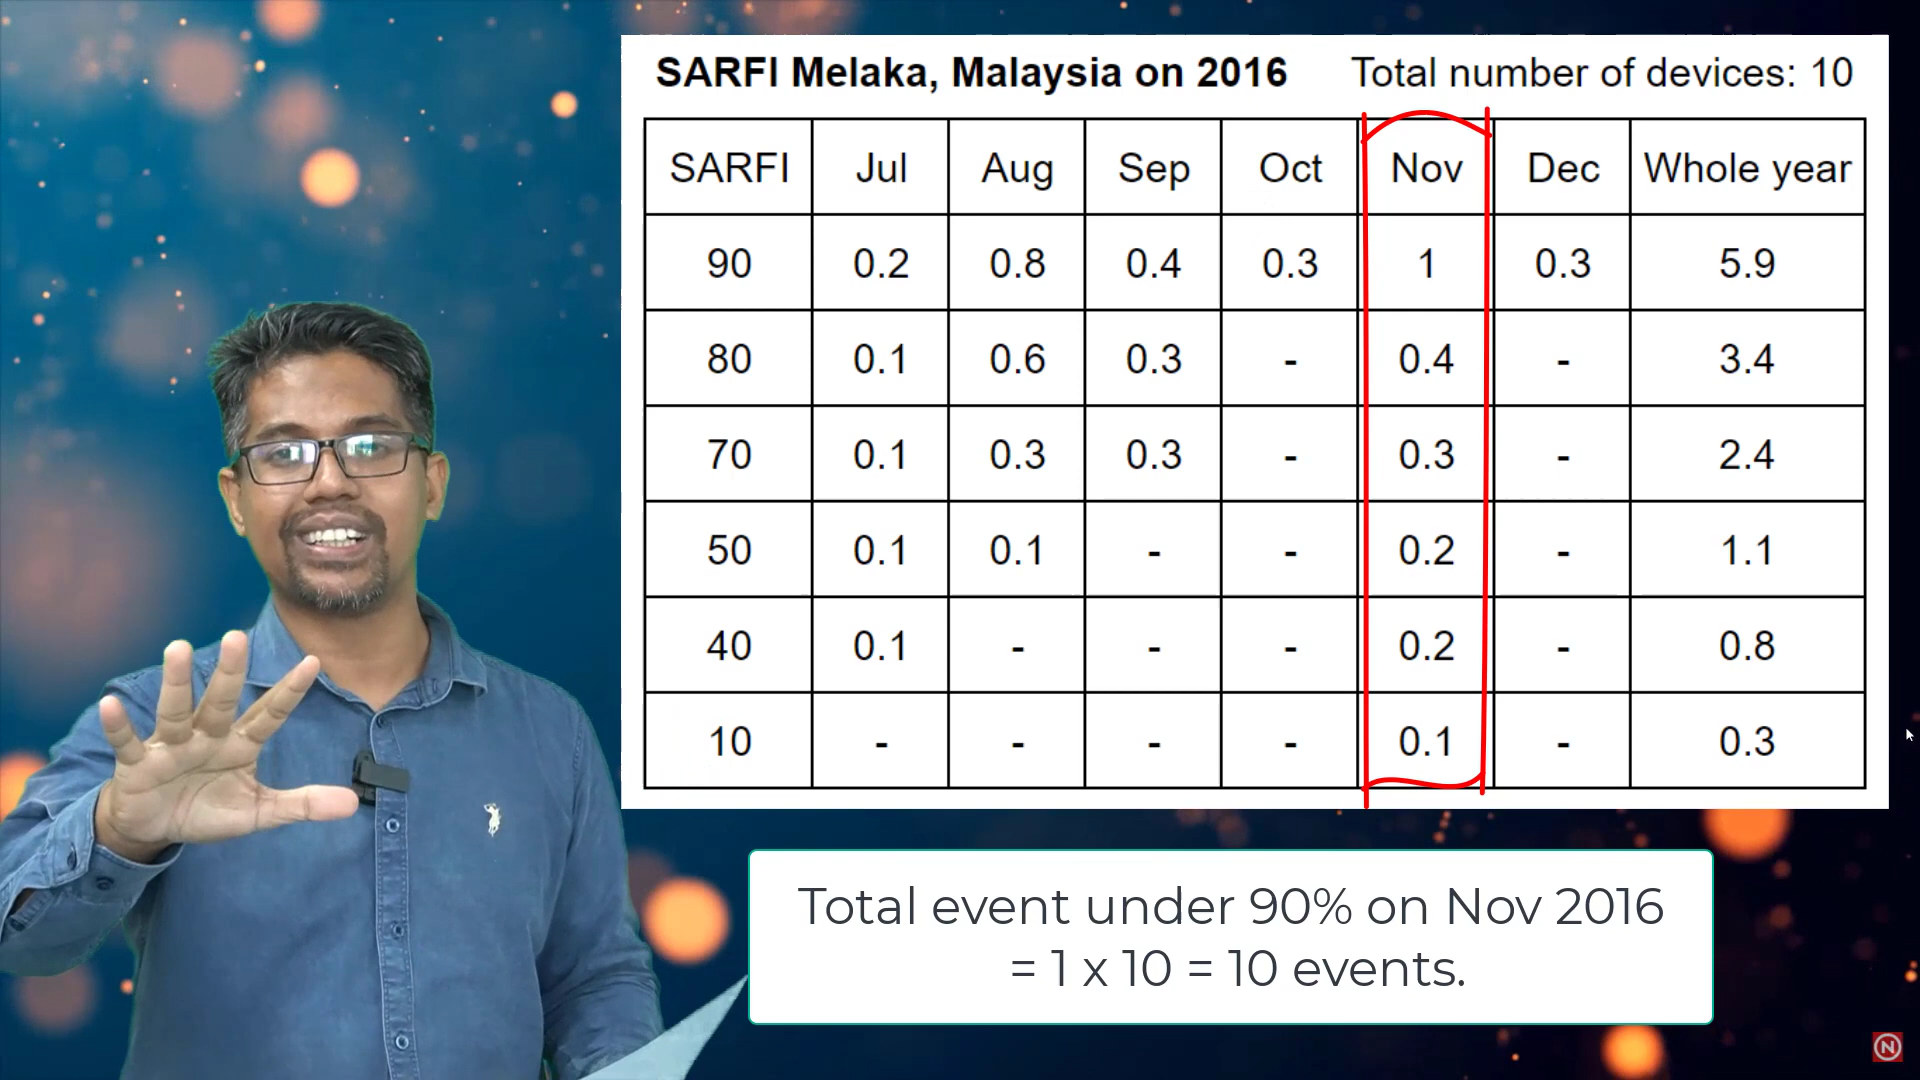 SARFI Melaka, Malaysia on 2016 Total number of devices: 10
SARFI Jul Aug Sep Oct Nov Dec Whole year
90 0.2 0.8 0.4 0.3 1 0.3 5.9
80 0.1 0.6 0.3 - 0.4 - 3.4
70 0.1 0.3 0.3 - 0.3 - 2.4
50 0.1 0.1 - - 0.2 - 1.1
40 0.1 - - - 0.2 - 0.8
10 - - - - 0.1 - 0.3
Total event under 90% on Nov 2016
= 1 x 10 = 10 events.
N